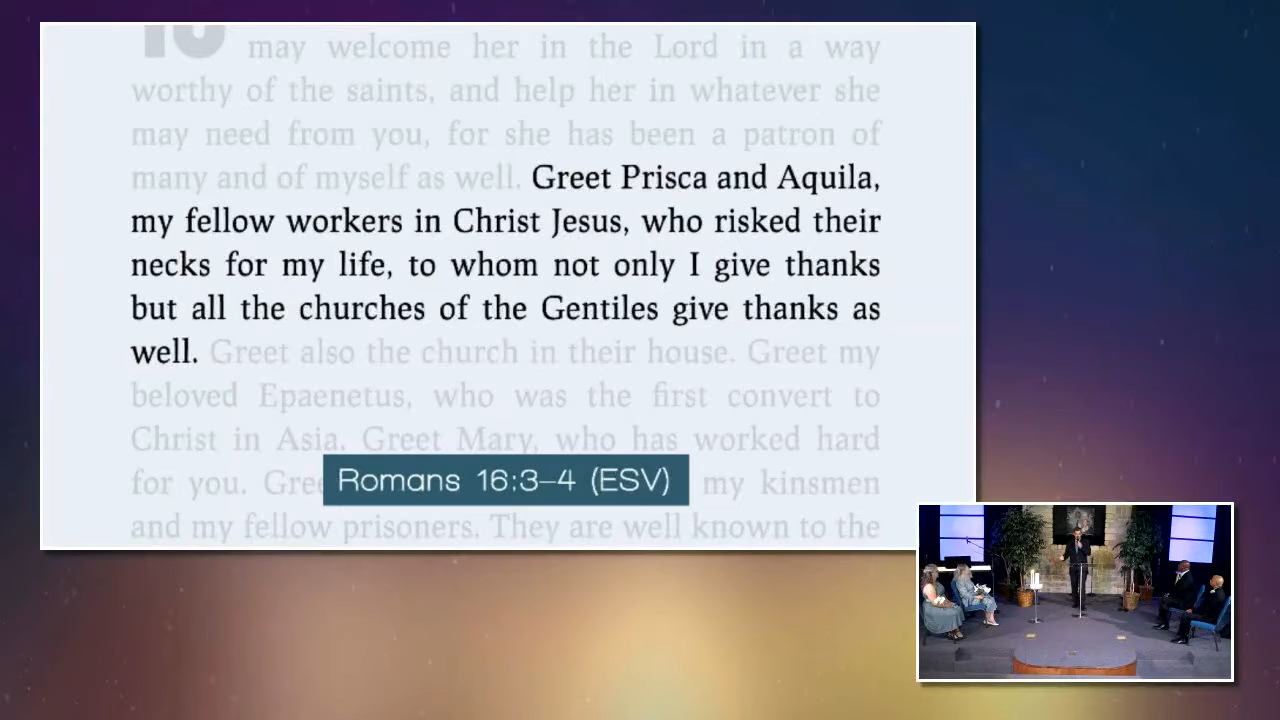 may welcome her in the Lord in a way
worthy of the saints, and help her in whatever she
may need from you, for she has been a patron of
many and of myself as well. Greet Prisca and Aquila,
my fellow workers in Christ Jesus, who risked their
necks for my life, to whom not only I give thanks
but all the churches of the Gentiles give thanks as
well. Greet also the church in their house. Greet my
beloved Epaenetus, who was the first convert to
Christ in Asia. Greet Mary, who has worked hard
for you. my kinsmen
Romans 16:3–4 (ESV)
and my fellow prisoners. They are well known to the